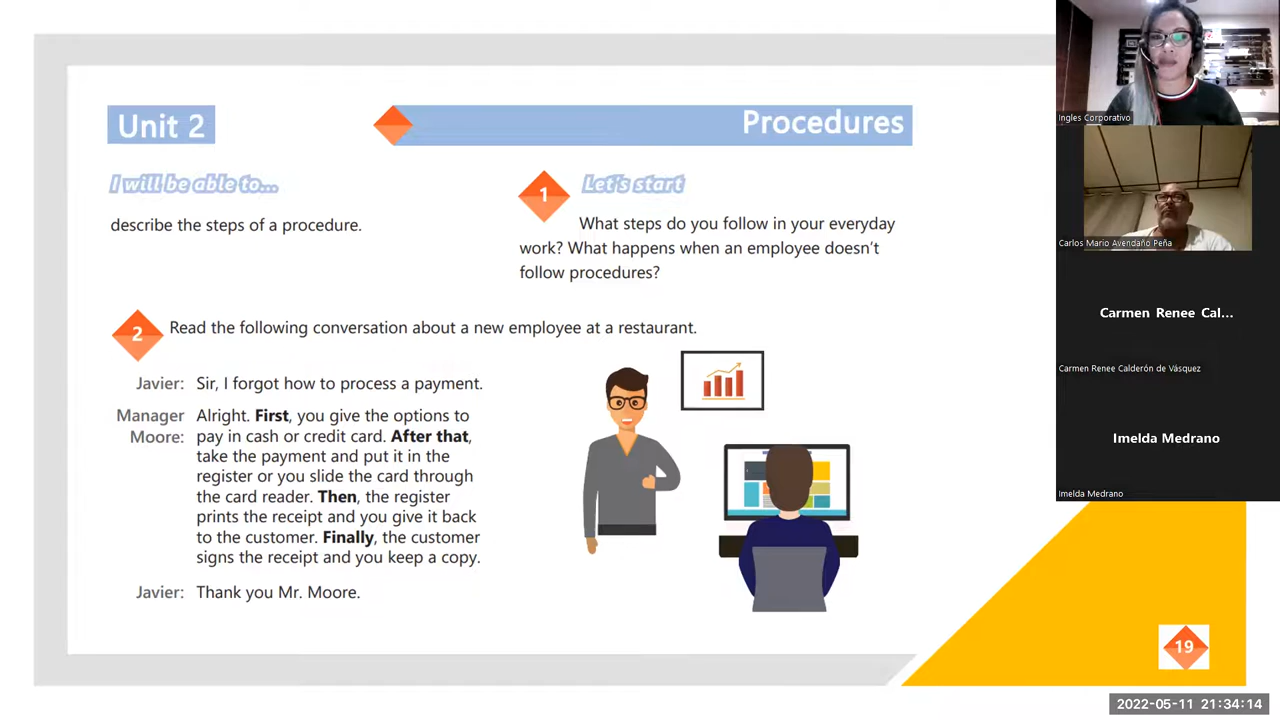 Unit 2
Procedures
I will be able to...
describe the steps of a procedure.
1
Let's start
What steps do you follow in your everyday
work? What happens when an employee doesn't
follow procedures?
2
Read the following conversation about a new employee at a restaurant.
Javier: Sir, I forgot how to process a payment.
Manager Alright. First, you give the options to
Moore: pay in cash or credit card. After that,
take the payment and put it in the
register or you slide the card through
the card reader. Then, the register
prints the receipt and you give it back
to the customer. Finally, the customer
signs the receipt and you keep a copy.
Javier: Thank you Mr. Moore.
19
Ingles Corporativo
Carlos Mario Avendaño Peña
Carmen Renee Cal...
Carmen Renee Calderón de Vásquez
Imelda Medrano
Imelda Medrano
2022-05-11 21:34:14